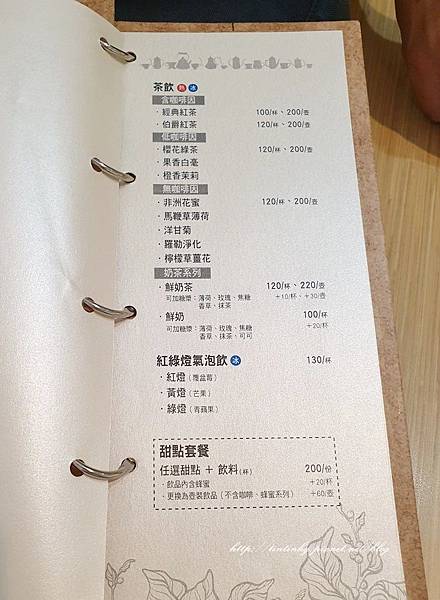 茶飲 熱 冰
含咖啡因
·經典紅茶 100/杯、200/壺
·伯爵紅茶 120/杯、200/壺
低咖啡因
·櫻花綠茶 120/杯、200/壺
·果香白毫
·橙香茉莉
無咖啡因
·非洲花蜜 120/杯、200/壺
·馬鞭草薄荷
·洋甘菊
·羅勒淨化
·檸檬草薑花
奶茶系列
·鮮奶茶 120/杯、220/壺
可加糖漿:薄荷、玫瑰、焦糖 +10/杯、+30/壺
香草、抹茶
·鮮奶 100/杯
可加糖漿:薄荷、玫瑰、焦糖 +20/杯
香草、抹茶、可可
紅綠燈氣泡飲 冰 130/杯
·紅燈(覆盆莓)
·黃燈(芒果)
·綠燈(青蘋果)
甜點套餐
任選甜點 + 飲料(杯) 200/份
·飲品內含蜂蜜 +20/杯
·更換為壺裝飲品(不含咖啡、蜂蜜系列) +60/壺